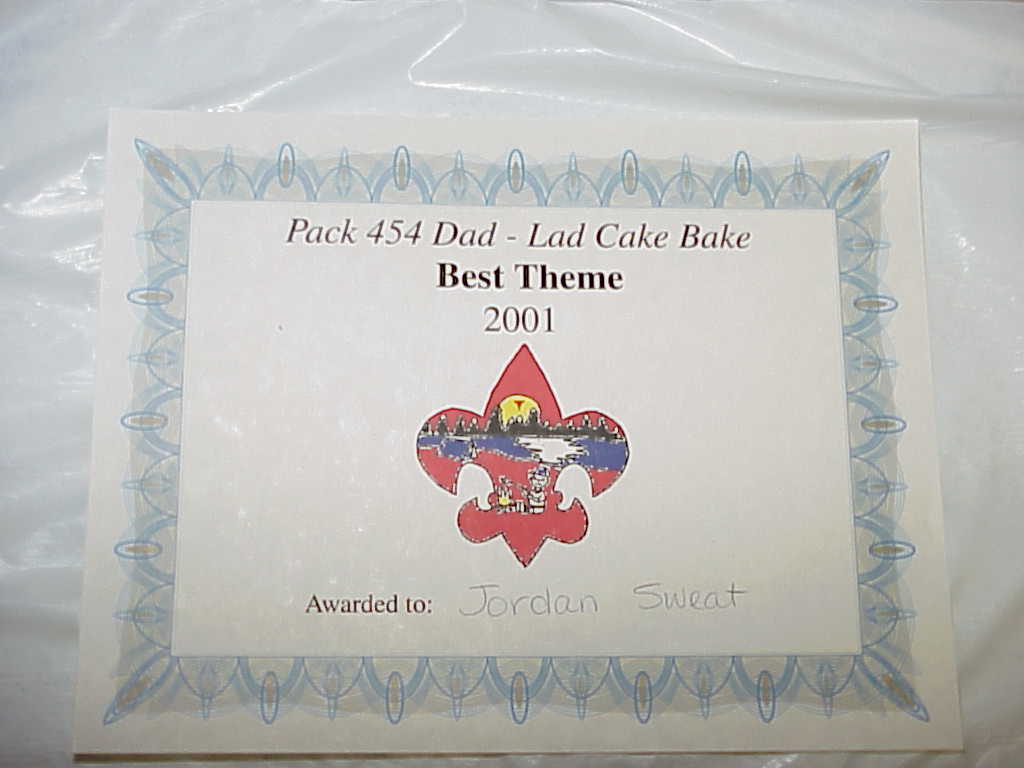 Pack 454 Dad - Lad Cake Bake
Best Theme
2001
Awarded to: Jordan Sweat